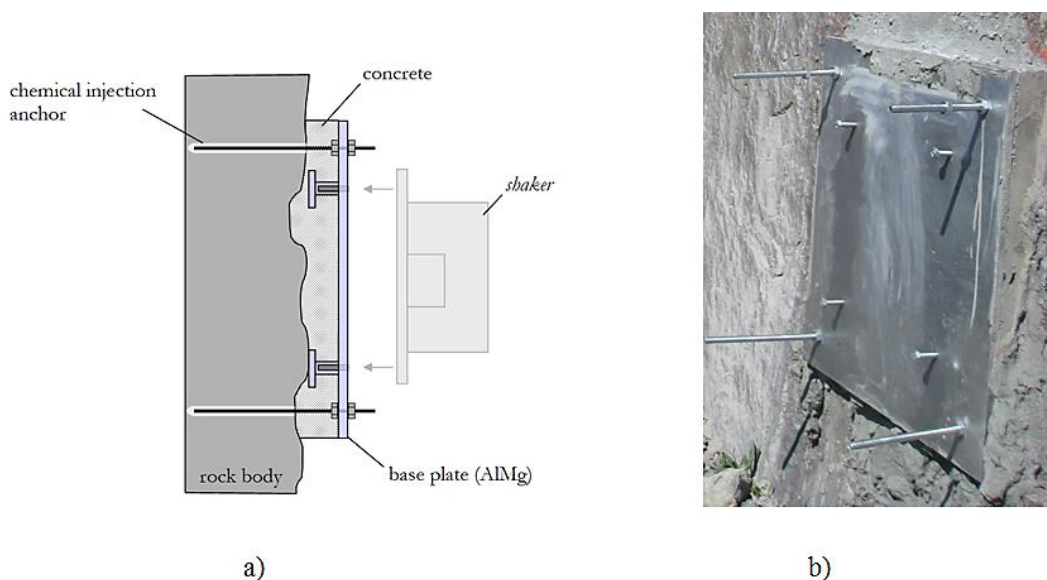 concrete
chemical injection
anchor
shaker
rock body
base plate (AlMg)
a)
b)